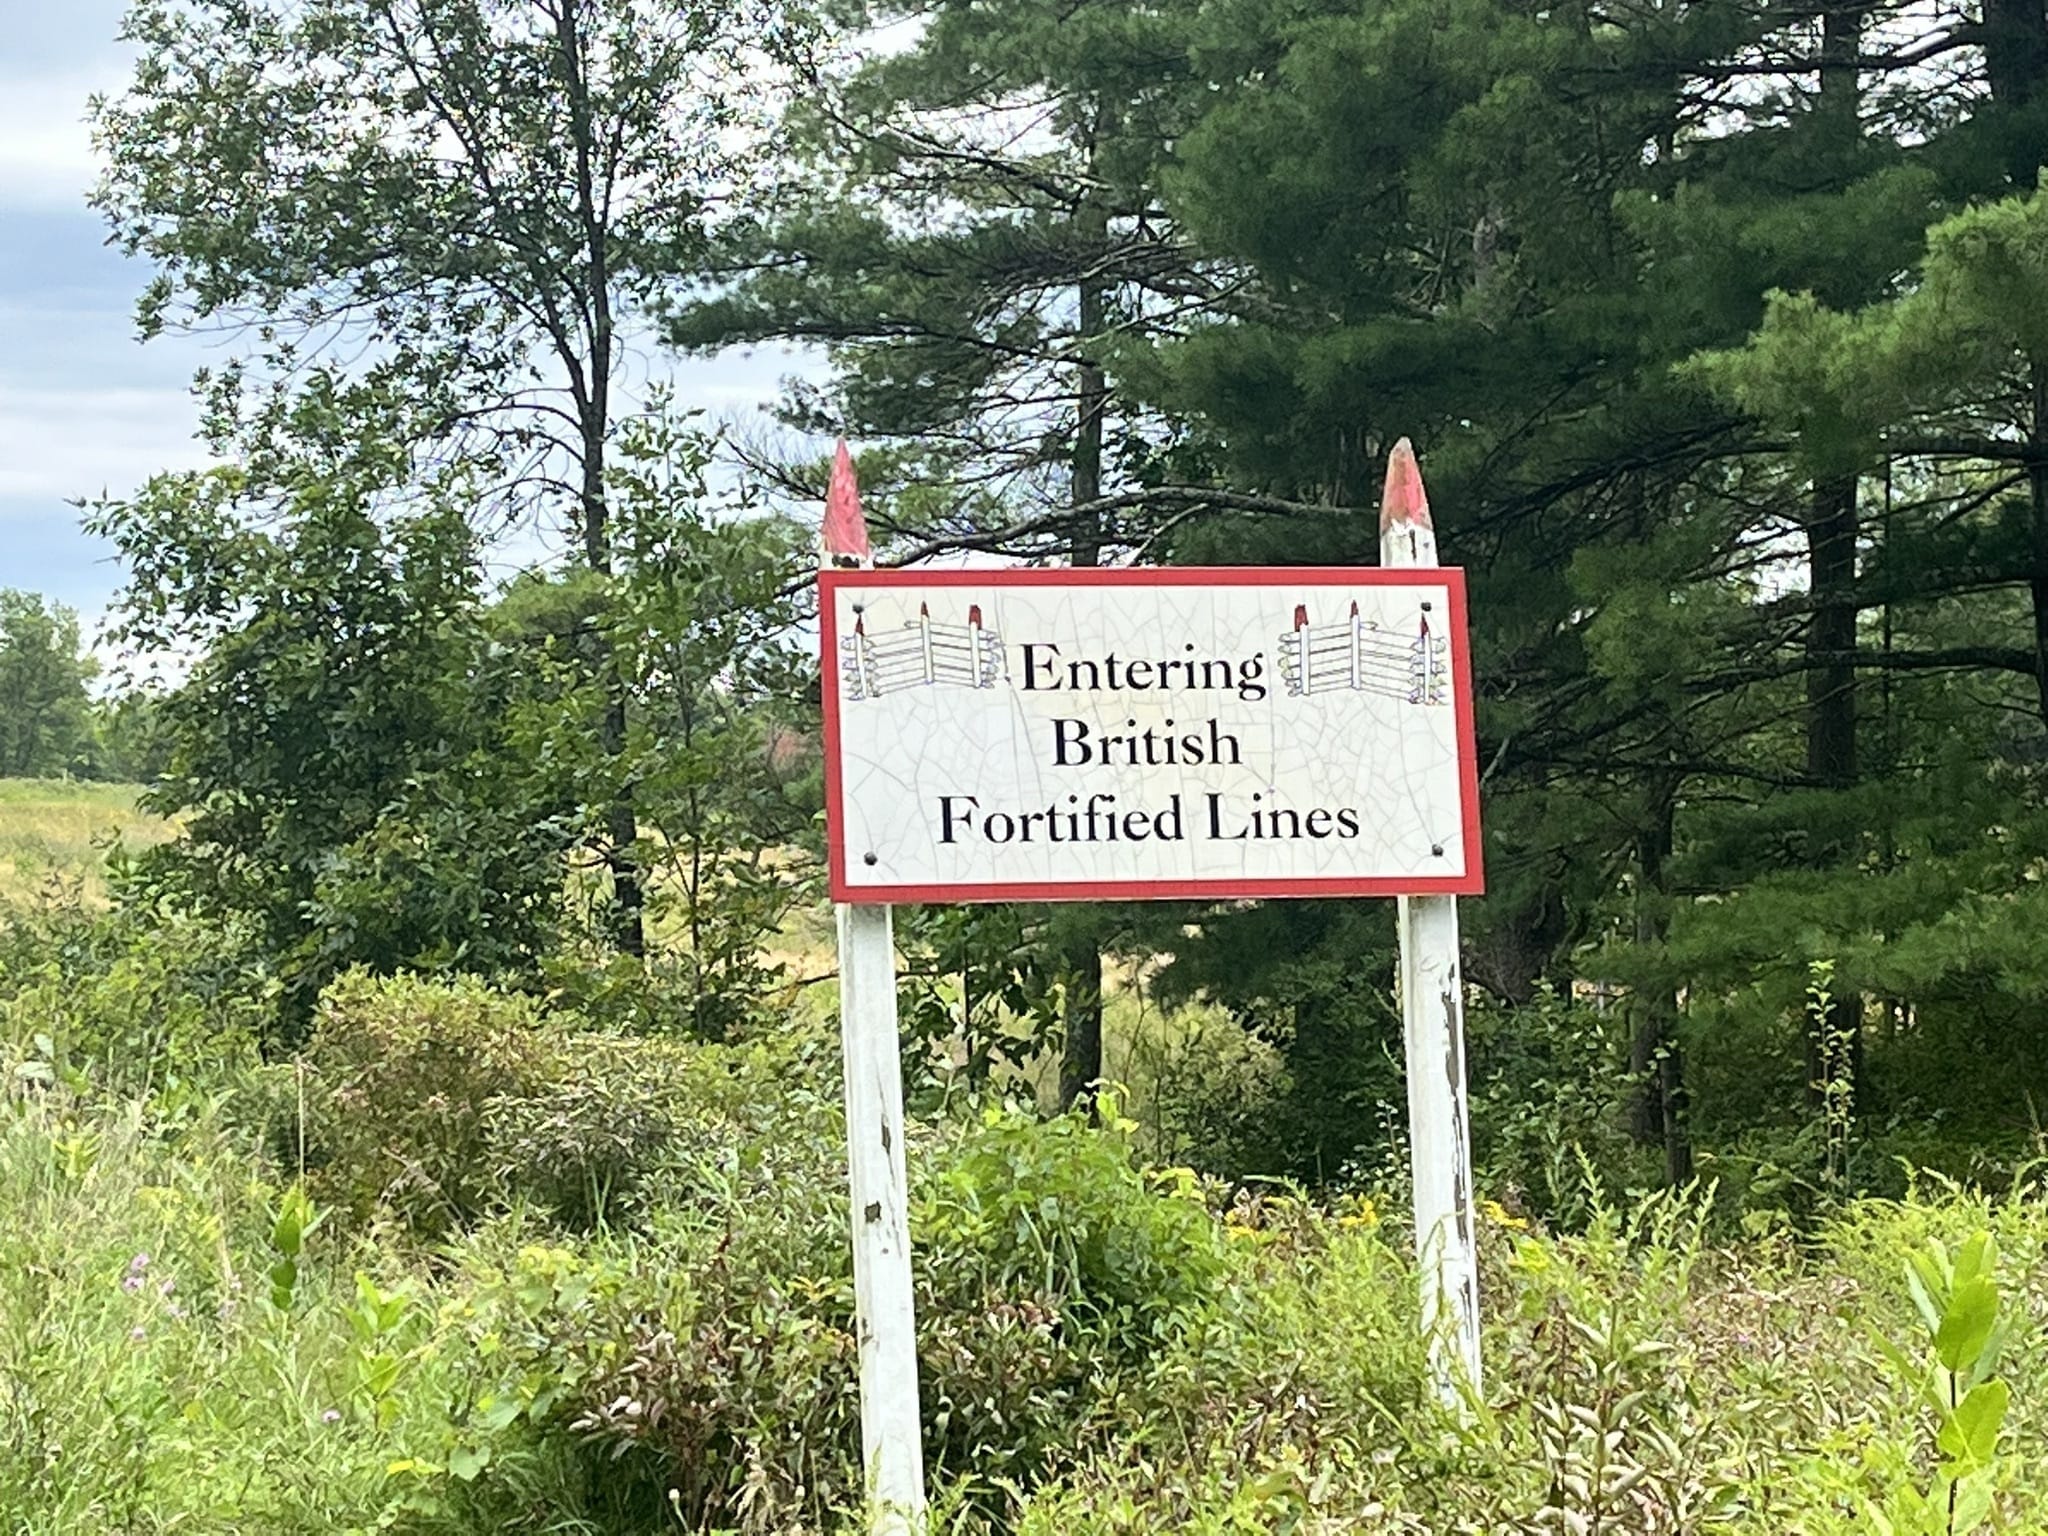 Entering
British
Fortified Lines